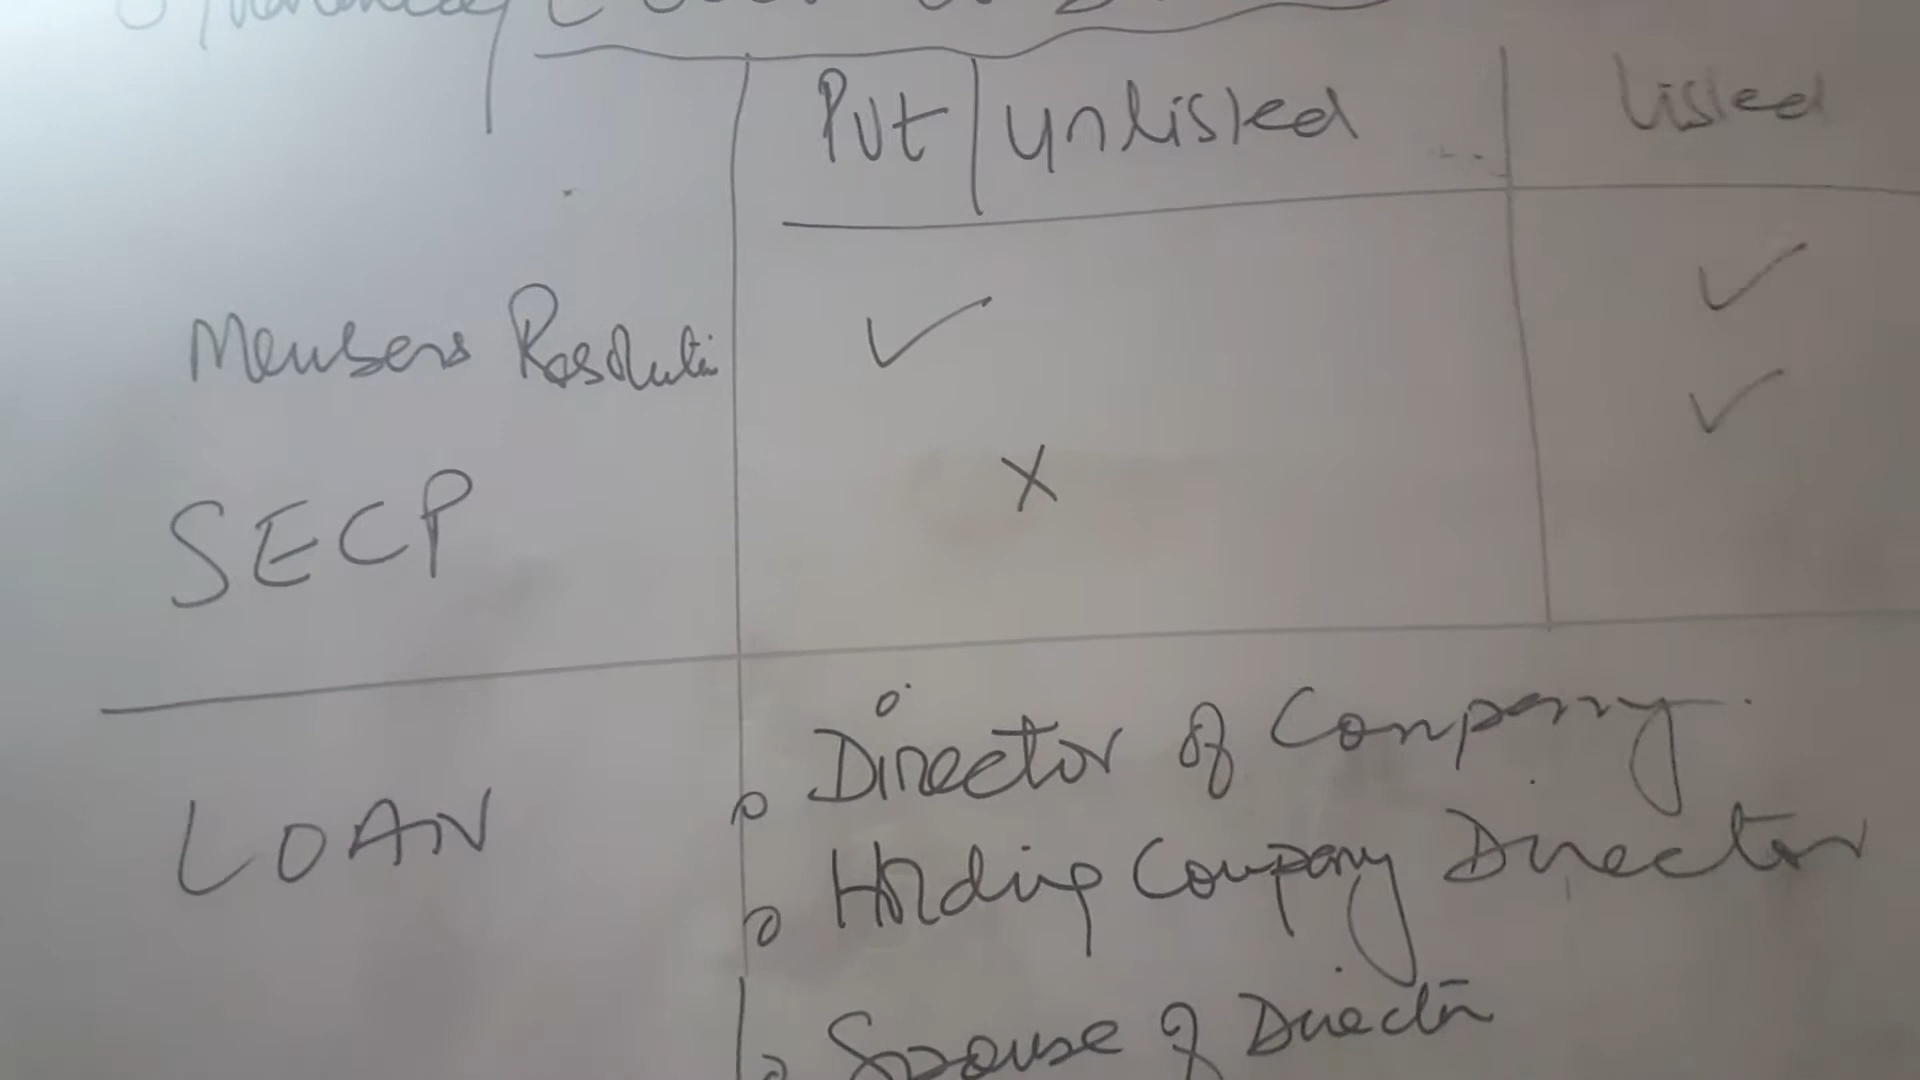 Pvt | unlisted listed
Members Resoluti ✓ ✓
SECP X ✓
LOAN
Director of Company
Holding Company Director
Spouse of Director